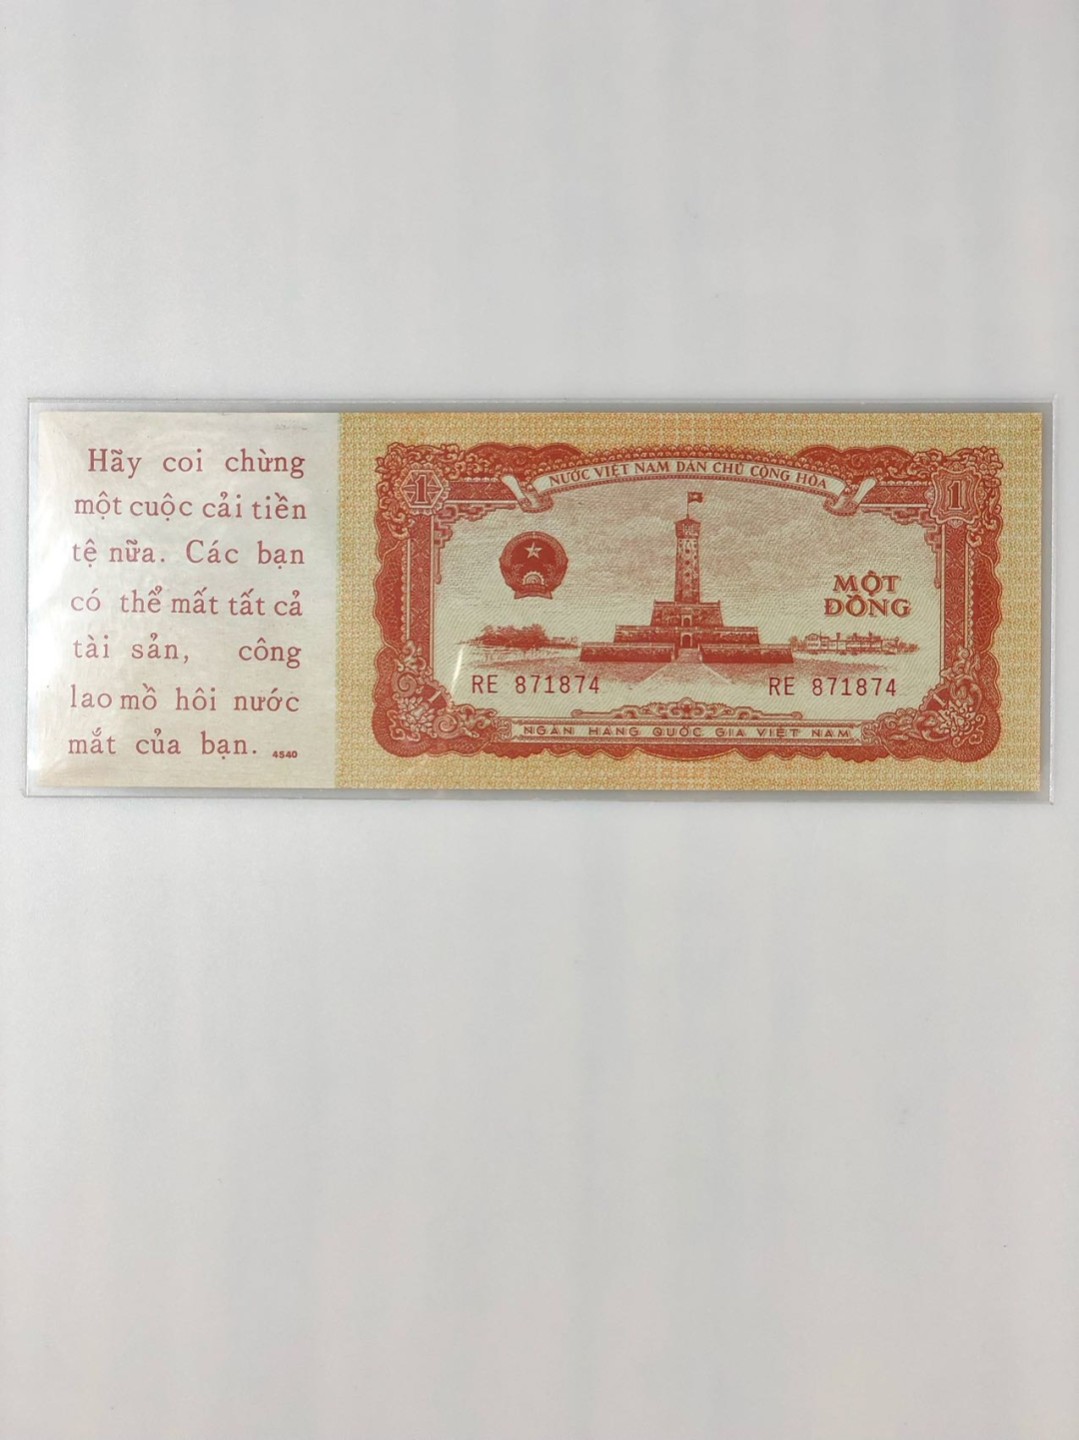 Hãy coi chừng
một cuộc cải tiền
tệ nữa. Các bạn
có thể mất tất cả
tài sản, công
lao mồ hôi nước
mắt của bạn. 4540
NƯỚC VIỆT NAM DÂN CHỦ CỘNG HÒA
1 1
MỘT
ĐỒNG
RE 871874 RE 871874
NGÂN HÀNG QUỐC GIA VIỆT NAM